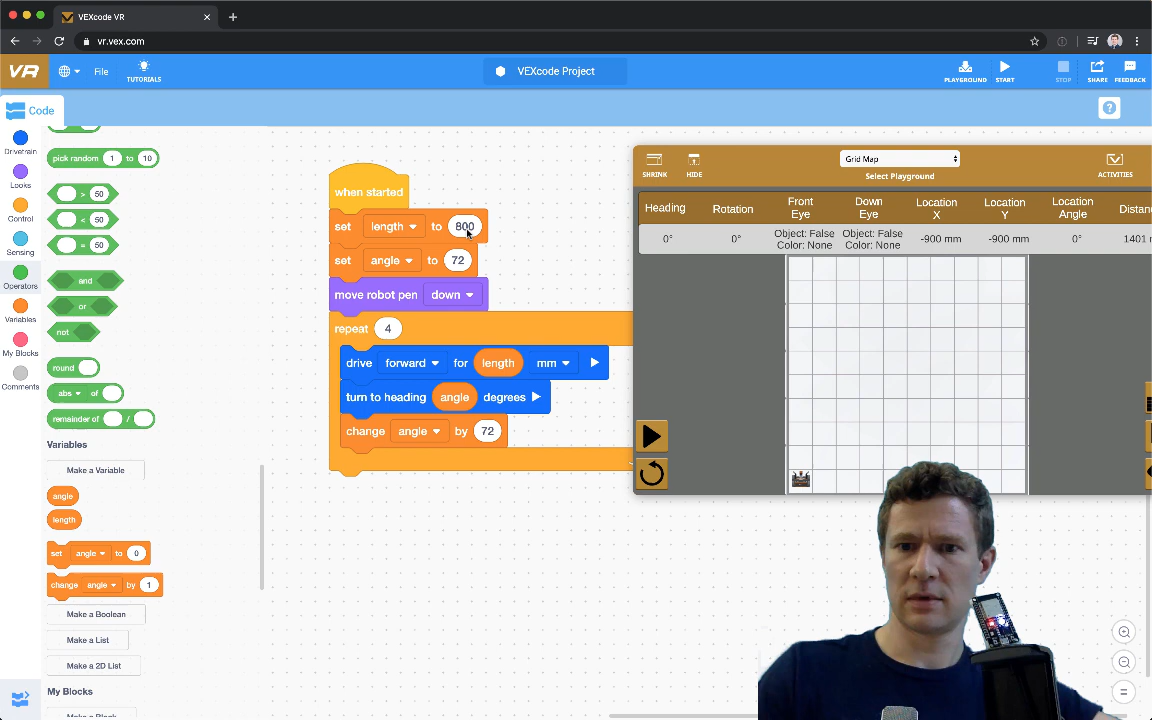 VEXcode VR
vr.vex.com
VR
File
TUTORIALS
VEXcode Project
PLAYGROUND
START
STOP
SHARE
FEEDBACK
Code
?
Drivetrain
Looks
Control
Sensing
Operators
Variables
My Blocks
Comments
pick random 1 to 10
> 50
< 50
= 50
and
or
not
round
abs of
remainder of /
Variables
Make a Variable
angle
length
set angle to 0
change angle by 1
Make a Boolean
Make a List
Make a 2D List
My Blocks
when started
set length to 800
set angle to 72
move robot pen down
repeat 4
drive forward for length mm
turn to heading angle degrees
change angle by 72
SHRINK
HIDE
Grid Map
Select Playground
ACTIVITIES
Heading Rotation Front Eye Down Eye Location X Location Y Location Angle Distanc
0° 0° Object: False Color: None Object: False Color: None -900 mm -900 mm 0° 1401 r